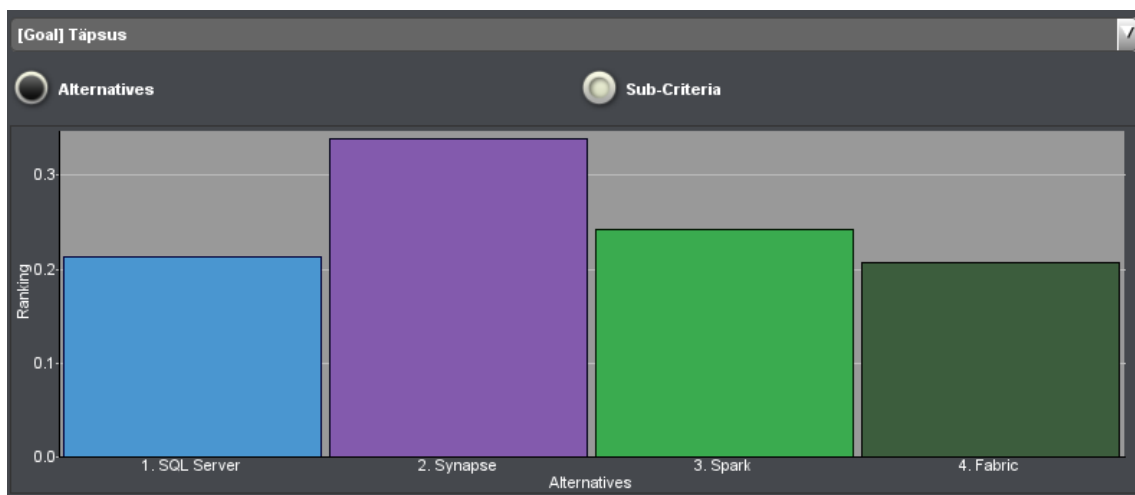 [Goal] Täpsus
Alternatives
Sub-Criteria
0.3
0.2
0.1
0.0
Ranking
1. SQL Server
2. Synapse
3. Spark
4. Fabric
Alternatives